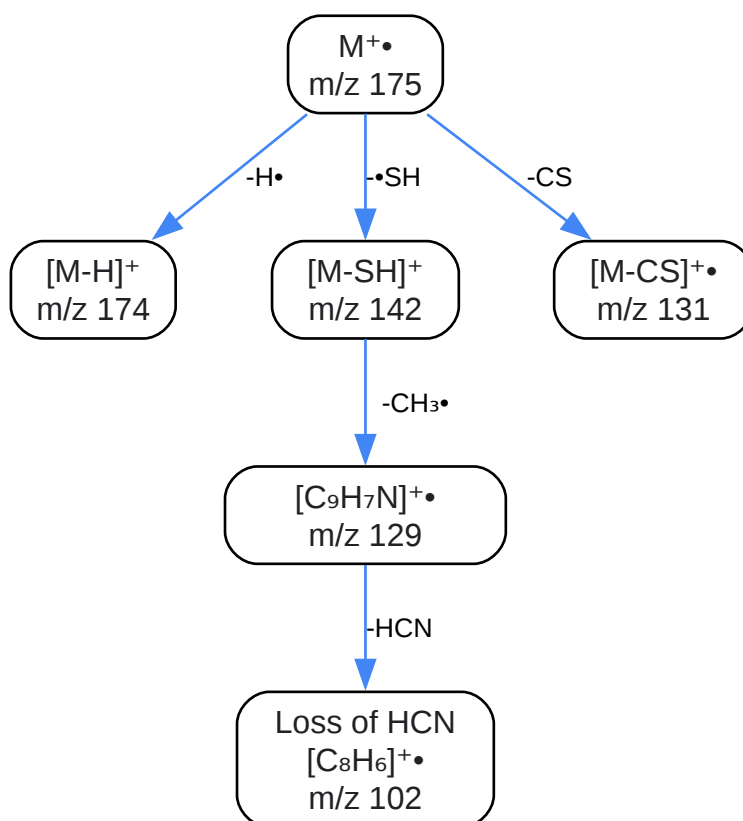 M⁺•
m/z 175
-H•
-•SH
-CS
[M-H]⁺
m/z 174
[M-SH]⁺
m/z 142
[M-CS]⁺•
m/z 131
-CH₃•
[C₉H₇N]⁺•
m/z 129
-HCN
Loss of HCN
[C₈H₆]⁺•
m/z 102